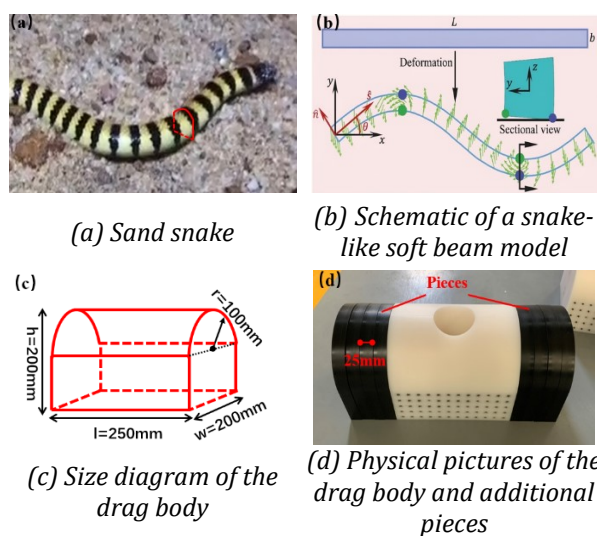 (a)
(a) Sand snake
(b)
L
b
Deformation
y
n̂
ŝ
θ
x
z
y
Sectional view
(b) Schematic of a snake-
like soft beam model
(c)
h=200mm
r=100mm
l=250mm
w=200mm
(c) Size diagram of the
drag body
(d)
Pieces
25mm
(d) Physical pictures of the
drag body and additional
pieces